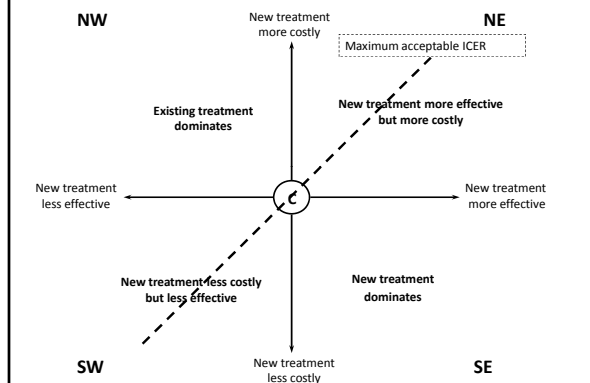 NW
New treatment
more costly
NE
Maximum acceptable ICER
Existing treatment
dominates
New treatment more effective
but more costly
New treatment
less effective
C
New treatment
more effective
New treatment less costly
but less effective
New treatment
dominates
SW
New treatment
less costly
SE